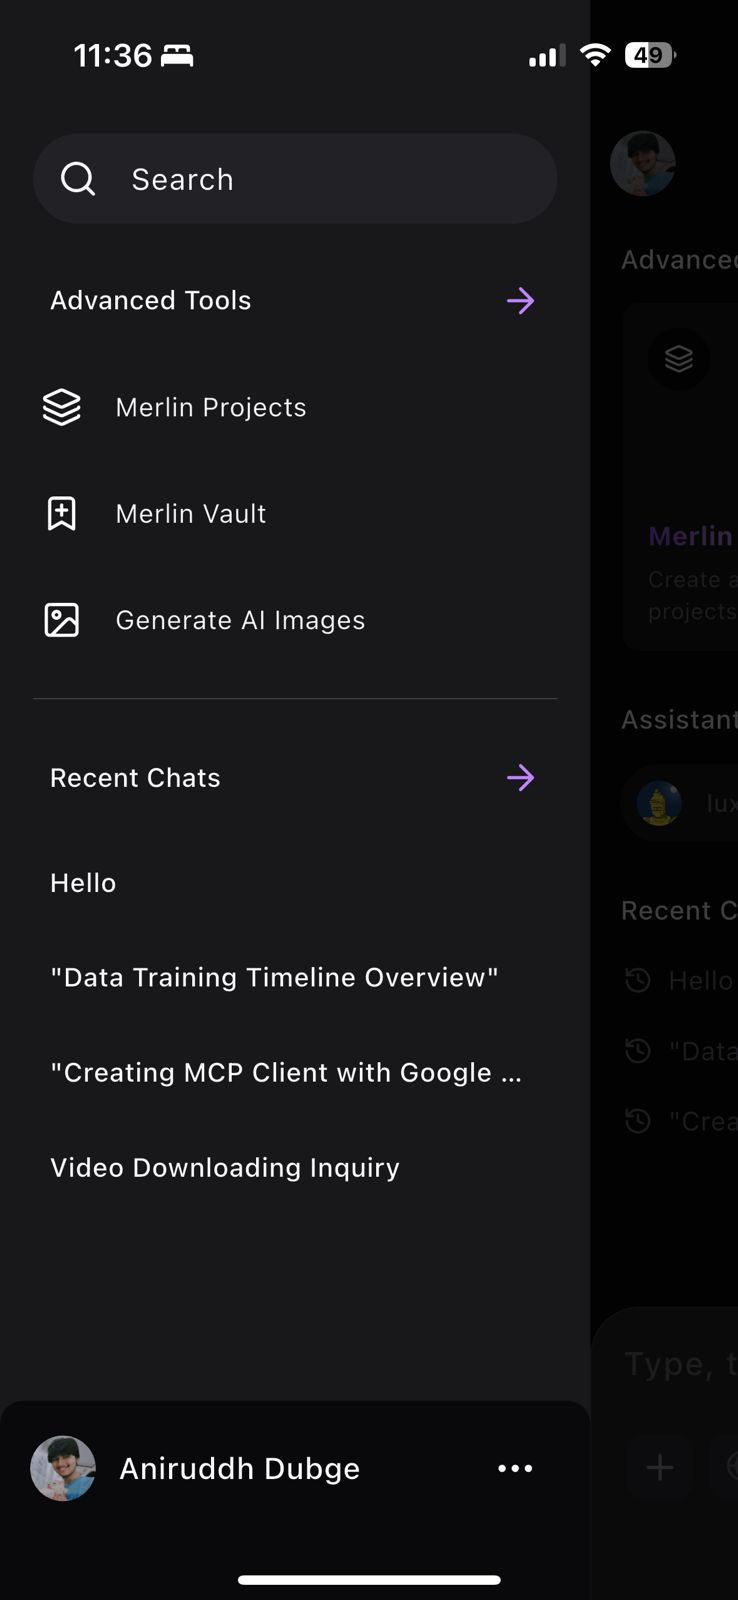 11:36
49
Search
Advanced Tools
Merlin Projects
Merlin Vault
Generate AI Images
Recent Chats
Hello
"Data Training Timeline Overview"
"Creating MCP Client with Google ...
Video Downloading Inquiry
Aniruddh Dubge
Advanced
Merlin
Create a
projects
Assistant
lux
Recent C
Hello
"Data
"Crea
Type, t